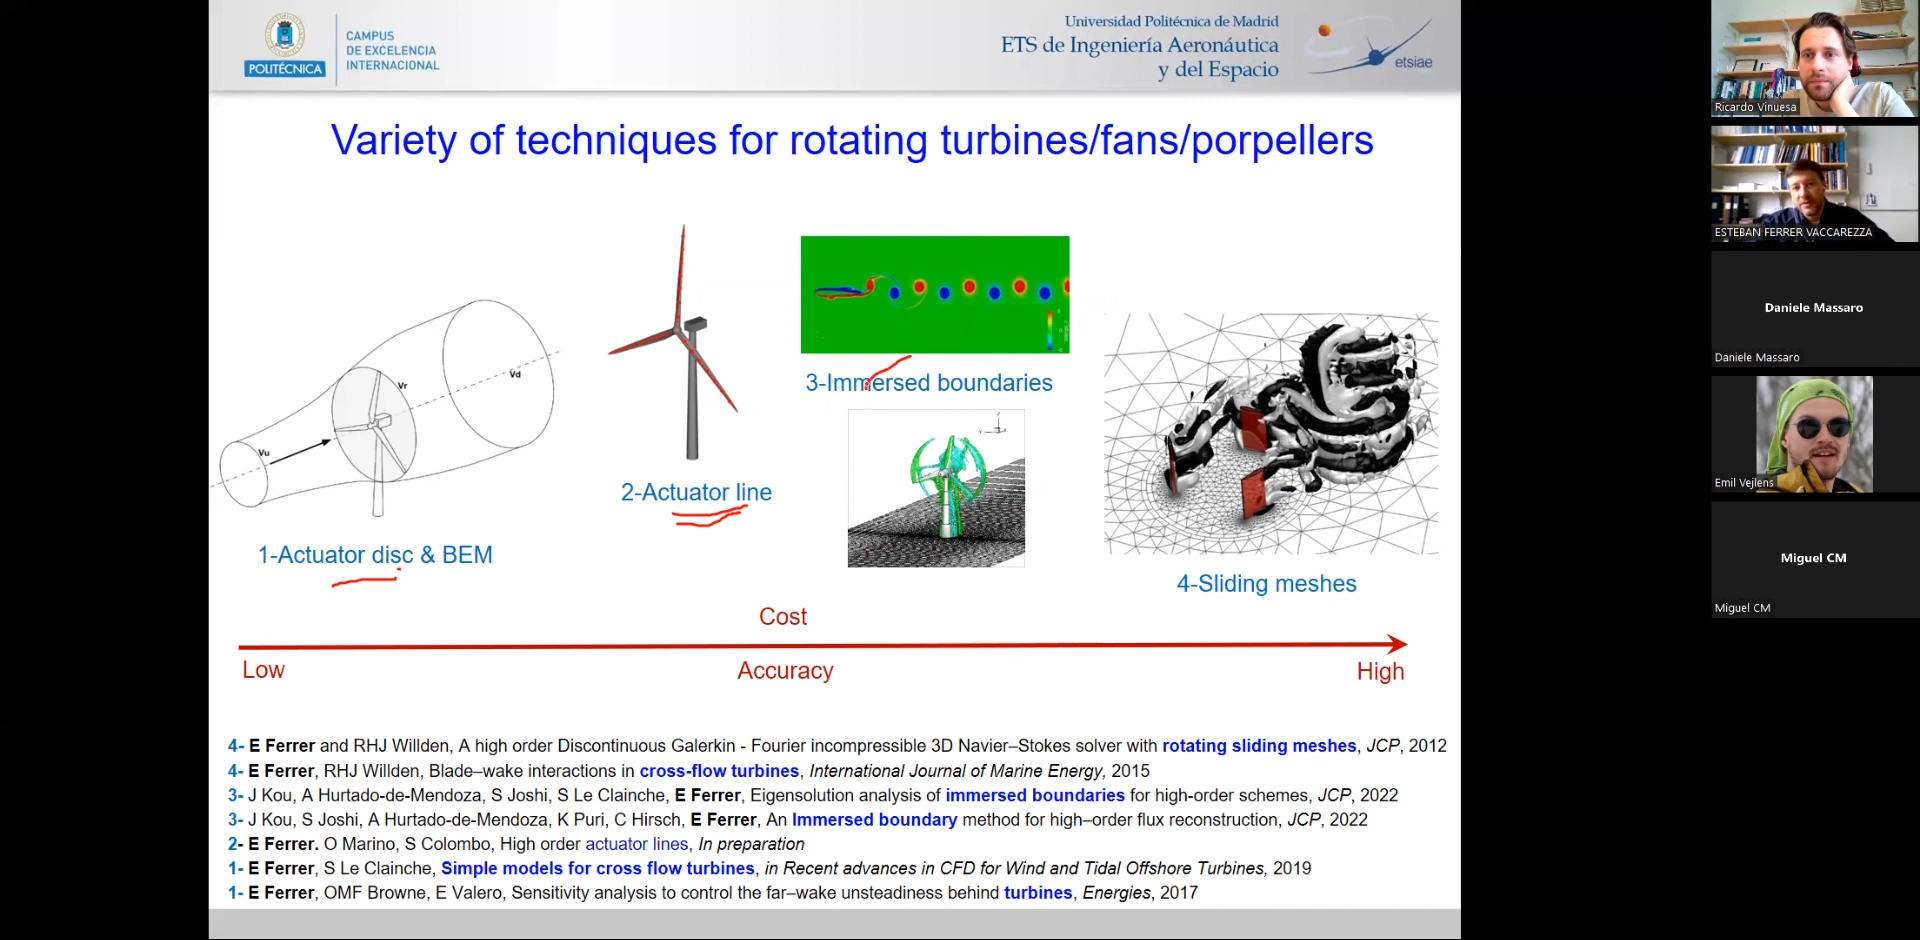 POLITÉCNICA
CAMPUS
DE EXCELENCIA
INTERNACIONAL
Universidad Politécnica de Madrid
ETS de Ingeniería Aeronáutica
y del Espacio
etsiae
Variety of techniques for rotating turbines/fans/porpellers
Vu
Vr
Vd
1-Actuator disc & BEM
2-Actuator line
3-Immersed boundaries
4-Sliding meshes
Cost
Low
Accuracy
High
4- E Ferrer and RHJ Willden, A high order Discontinuous Galerkin - Fourier incompressible 3D Navier–Stokes solver with rotating sliding meshes, JCP, 2012
4- E Ferrer, RHJ Willden, Blade–wake interactions in cross-flow turbines, International Journal of Marine Energy, 2015
3- J Kou, A Hurtado-de-Mendoza, S Joshi, S Le Clainche, E Ferrer, Eigensolution analysis of immersed boundaries for high-order schemes, JCP, 2022
3- J Kou, S Joshi, A Hurtado-de-Mendoza, K Puri, C Hirsch, E Ferrer, An Immersed boundary method for high–order flux reconstruction, JCP, 2022
2- E Ferrer. O Marino, S Colombo, High order actuator lines, In preparation
1- E Ferrer, S Le Clainche, Simple models for cross flow turbines, in Recent advances in CFD for Wind and Tidal Offshore Turbines, 2019
1- E Ferrer, OMF Browne, E Valero, Sensitivity analysis to control the far–wake unsteadiness behind turbines, Energies, 2017
Ricardo Vinuesa
ESTEBAN FERRER VACCAREZZA
Daniele Massaro
Daniele Massaro
Emil Vejlens
Miguel CM
Miguel CM